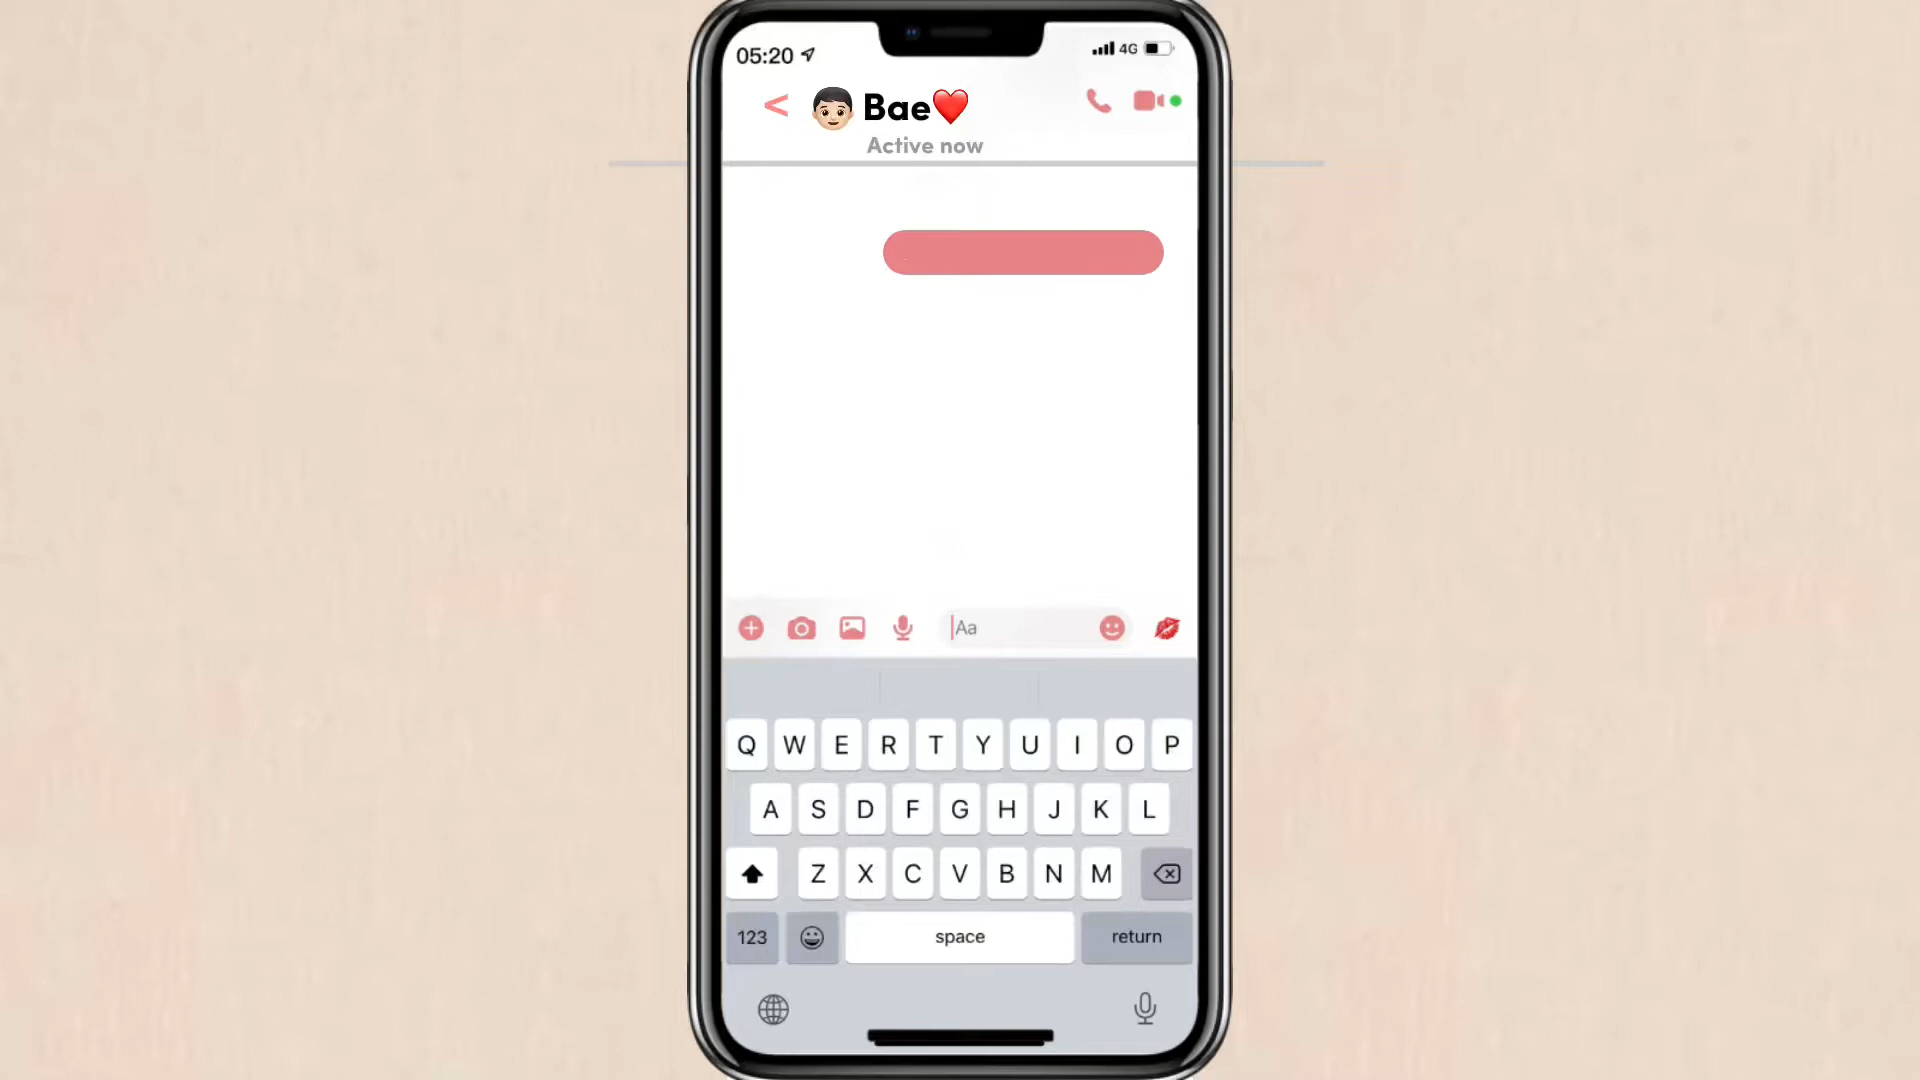 05:20 4G
< Bae❤️
Active now
Aa
Q W E R T Y U I O P
A S D F G H J K L
Z X C V B N M
123 space return